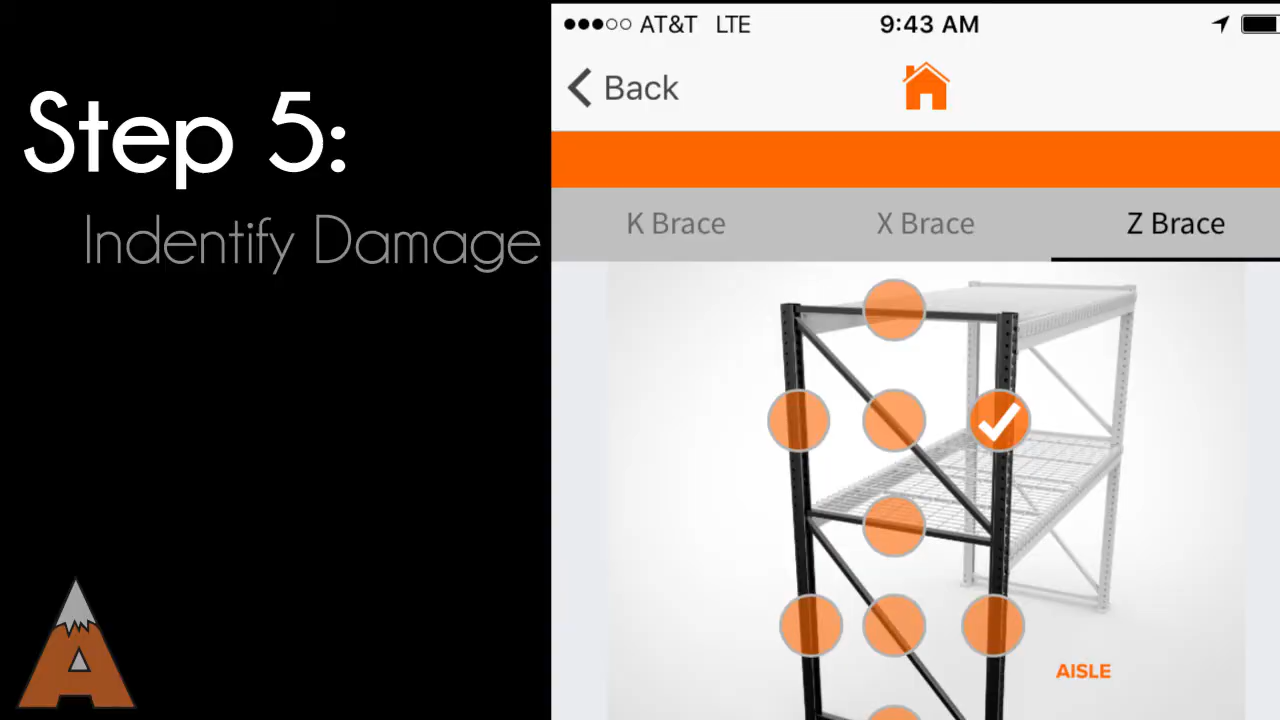 Step 5:
Indentify Damage
AT&T LTE
9:43 AM
Back
K Brace
X Brace
Z Brace
AISLE
A